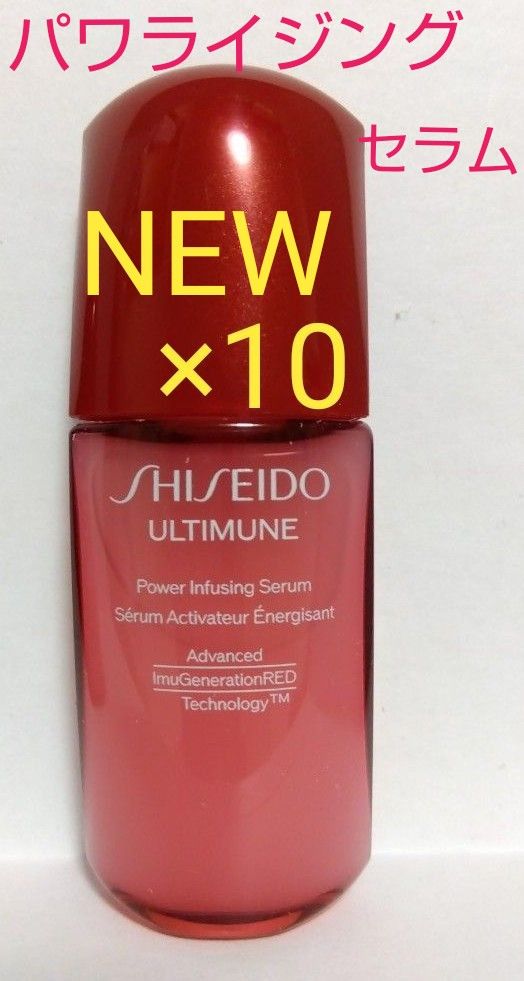 パワライジング
セラム
NEW
×10
SHISEIDO
ULTIMUNE
Power Infusing Serum
Sérum Activateur Énergisant
Advanced
ImuGenerationRED
Technology™